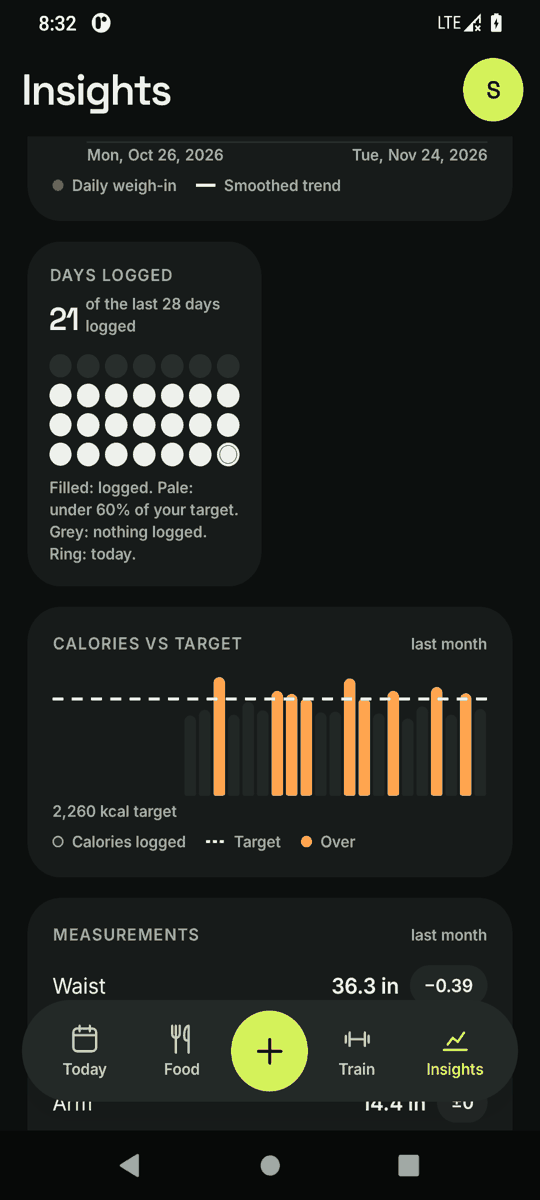 8:32
LTE
Insights
S
Mon, Oct 26, 2026
Tue, Nov 24, 2026
Daily weigh-in
Smoothed trend
DAYS LOGGED
21 of the last 28 days
logged
Filled: logged. Pale:
under 60% of your target.
Grey: nothing logged.
Ring: today.
CALORIES VS TARGET
last month
2,260 kcal target
Calories logged
Target
Over
MEASUREMENTS
last month
Waist
36.3 in
−0.39
Today
Food
Train
Insights
Arm
14.4 in
±0